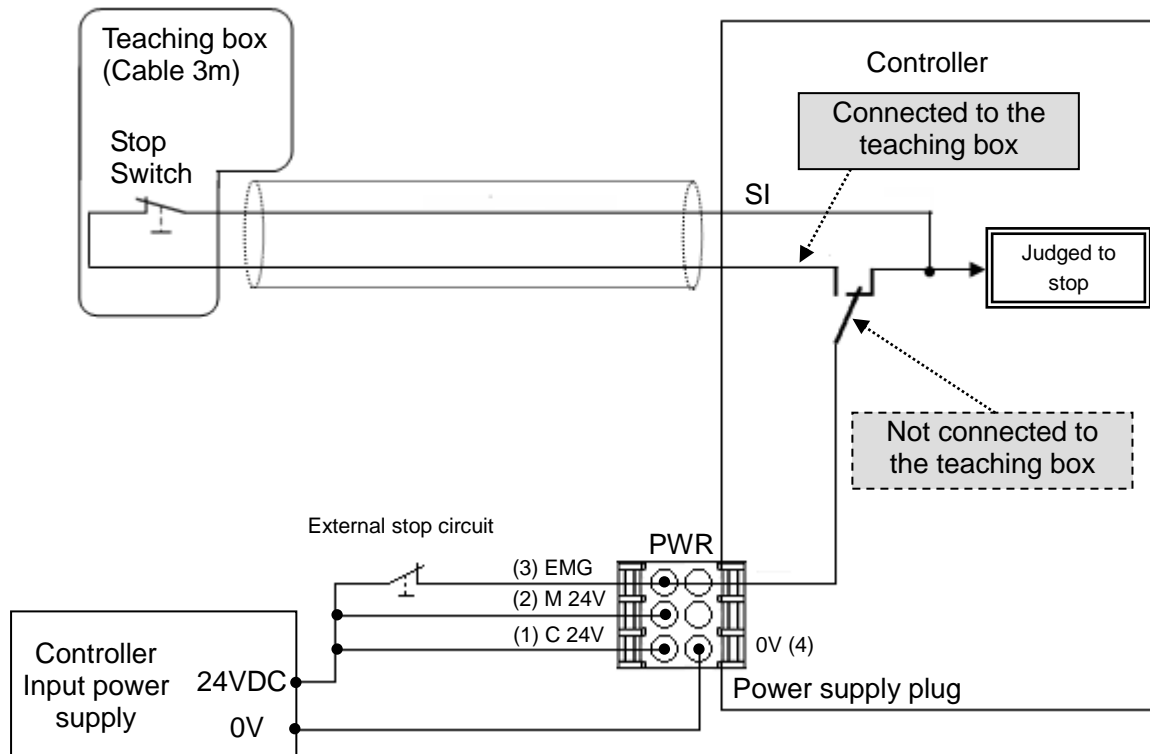 Teaching box
(Cable 3m)
Controller
Connected to the
teaching box
Stop
Switch
SI
Judged to
stop
Not connected to
the teaching box
External stop circuit
PWR
(3) EMG
(2) M 24V
(1) C 24V
0V (4)
Controller
Input power
supply
24VDC
0V
Power supply plug